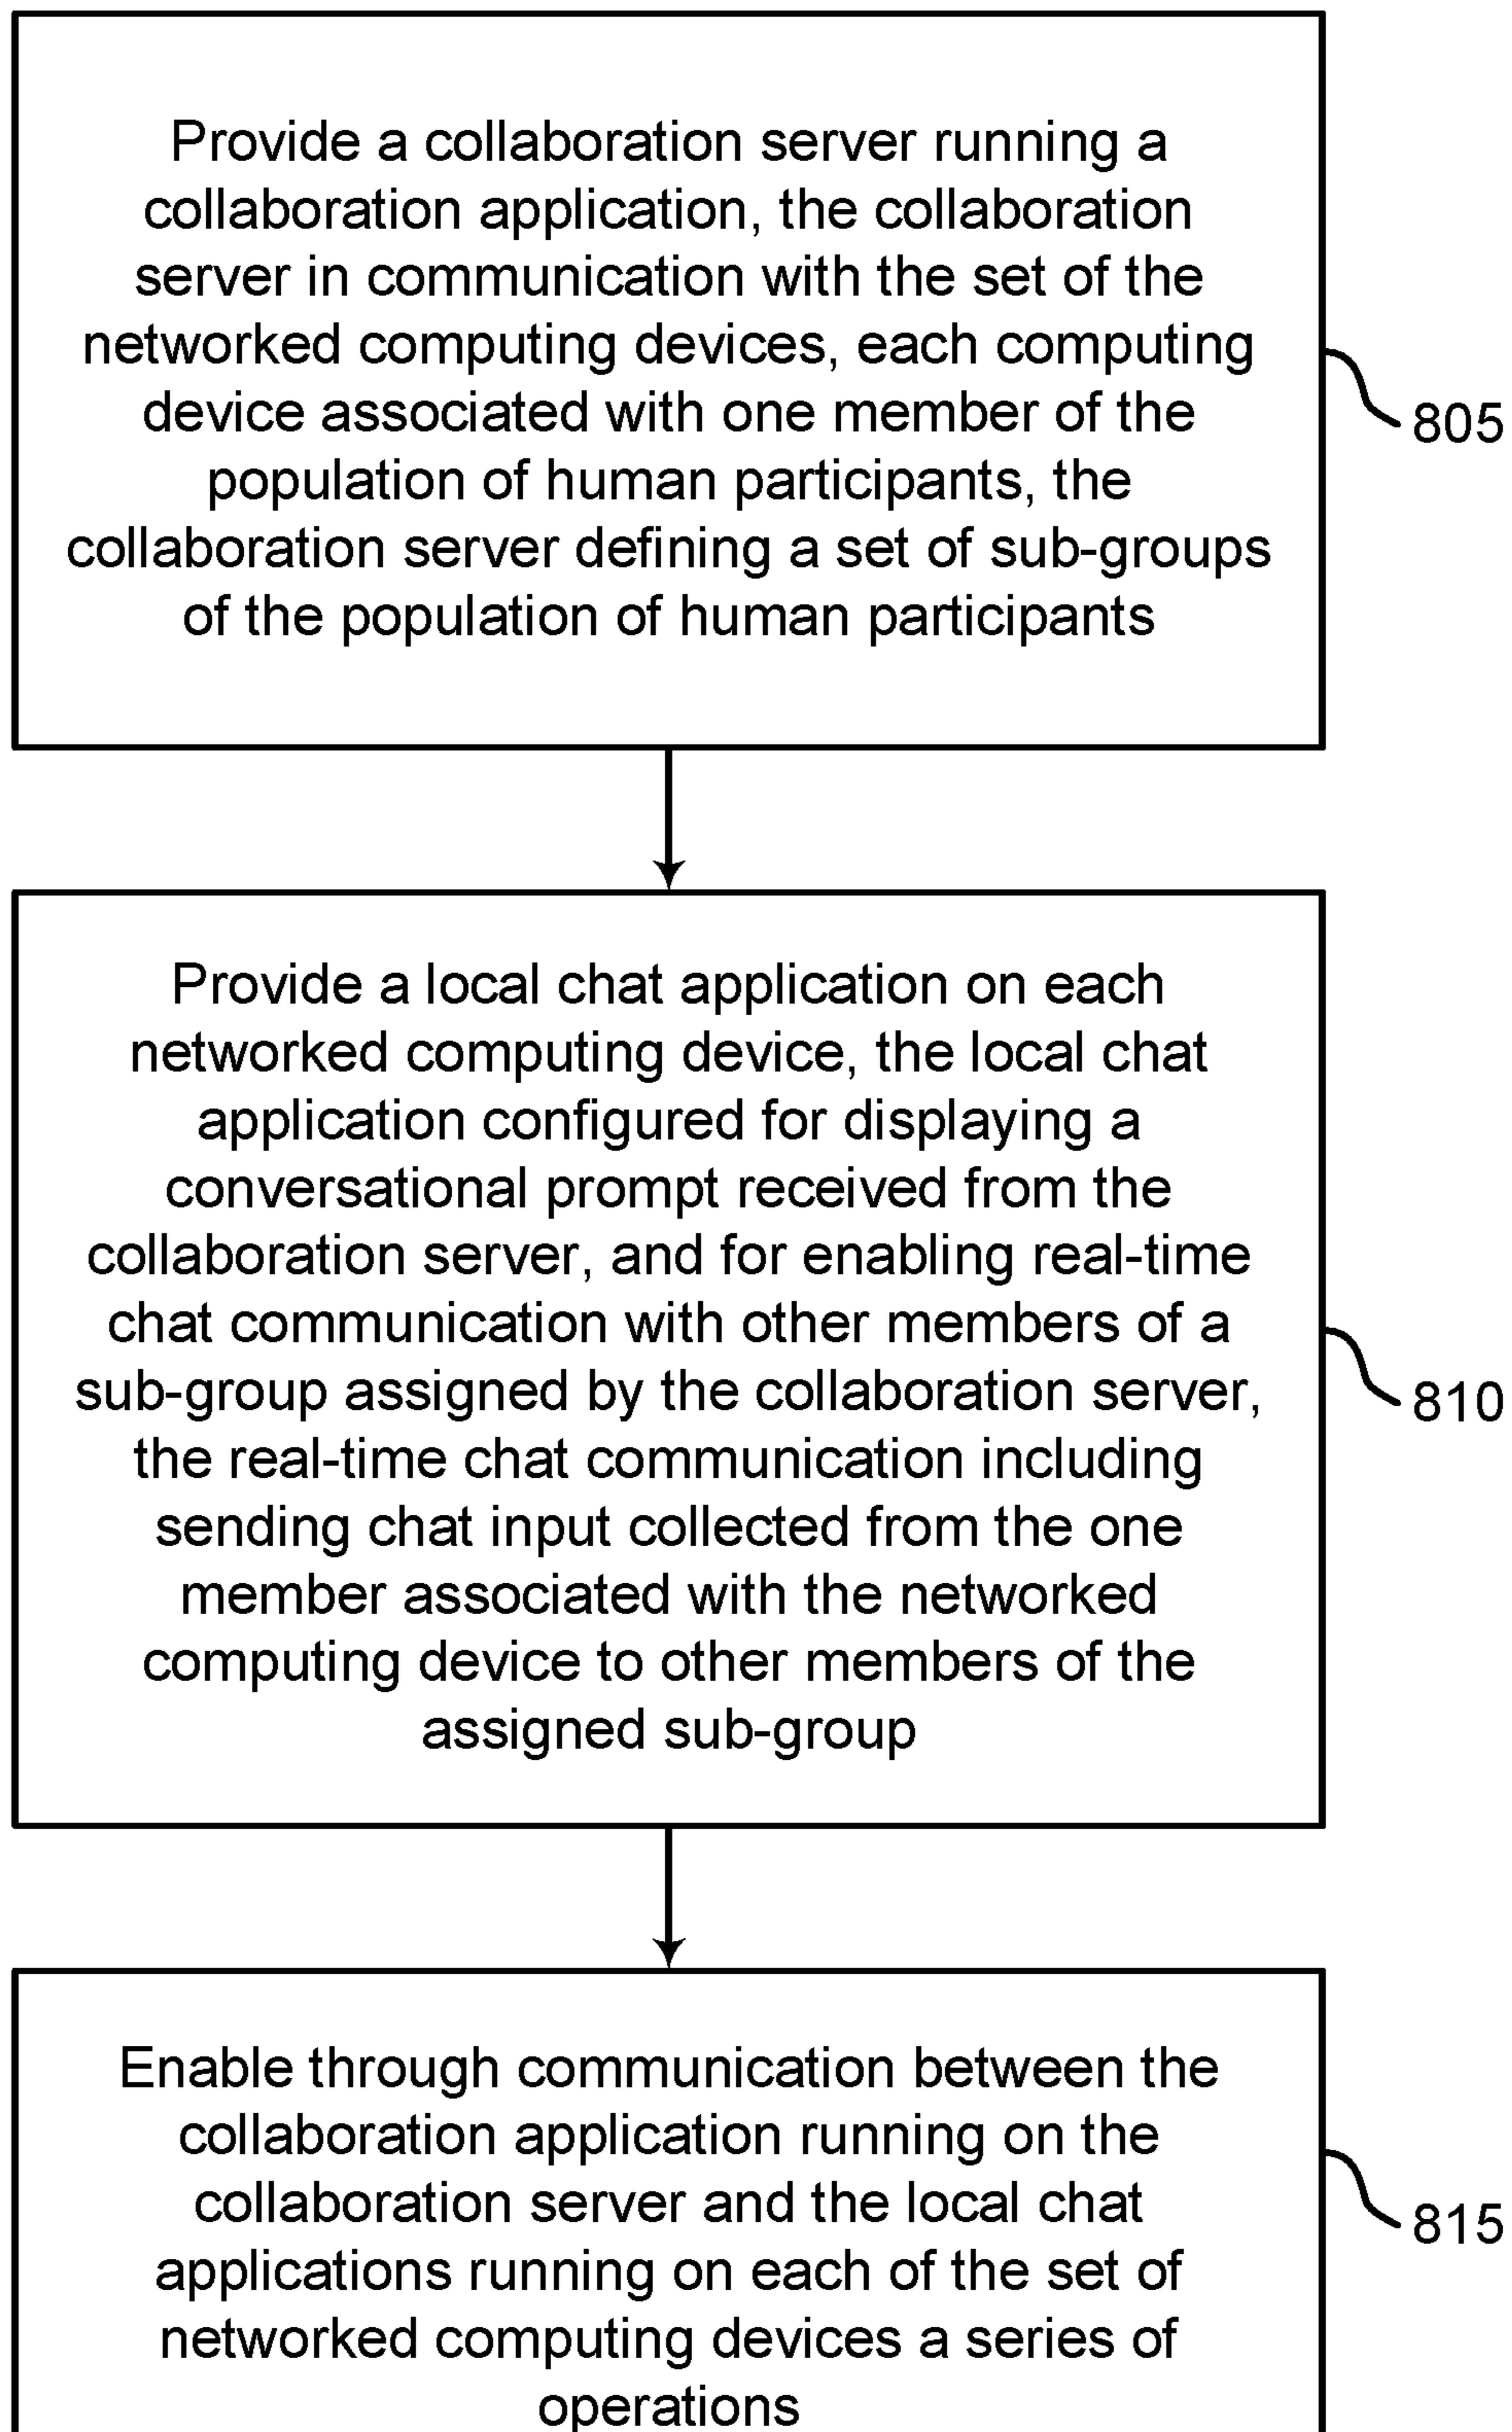 Provide a collaboration server running a
collaboration application, the collaboration
server in communication with the set of the
networked computing devices, each computing
device associated with one member of the
population of human participants, the
collaboration server defining a set of sub-groups
of the population of human participants
805
Provide a local chat application on each
networked computing device, the local chat
application configured for displaying a
conversational prompt received from the
collaboration server, and for enabling real-time
chat communication with other members of a
sub-group assigned by the collaboration server,
the real-time chat communication including
sending chat input collected from the one
member associated with the networked
computing device to other members of the
assigned sub-group
810
Enable through communication between the
collaboration application running on the
collaboration server and the local chat
applications running on each of the set of
networked computing devices a series of
operations
815